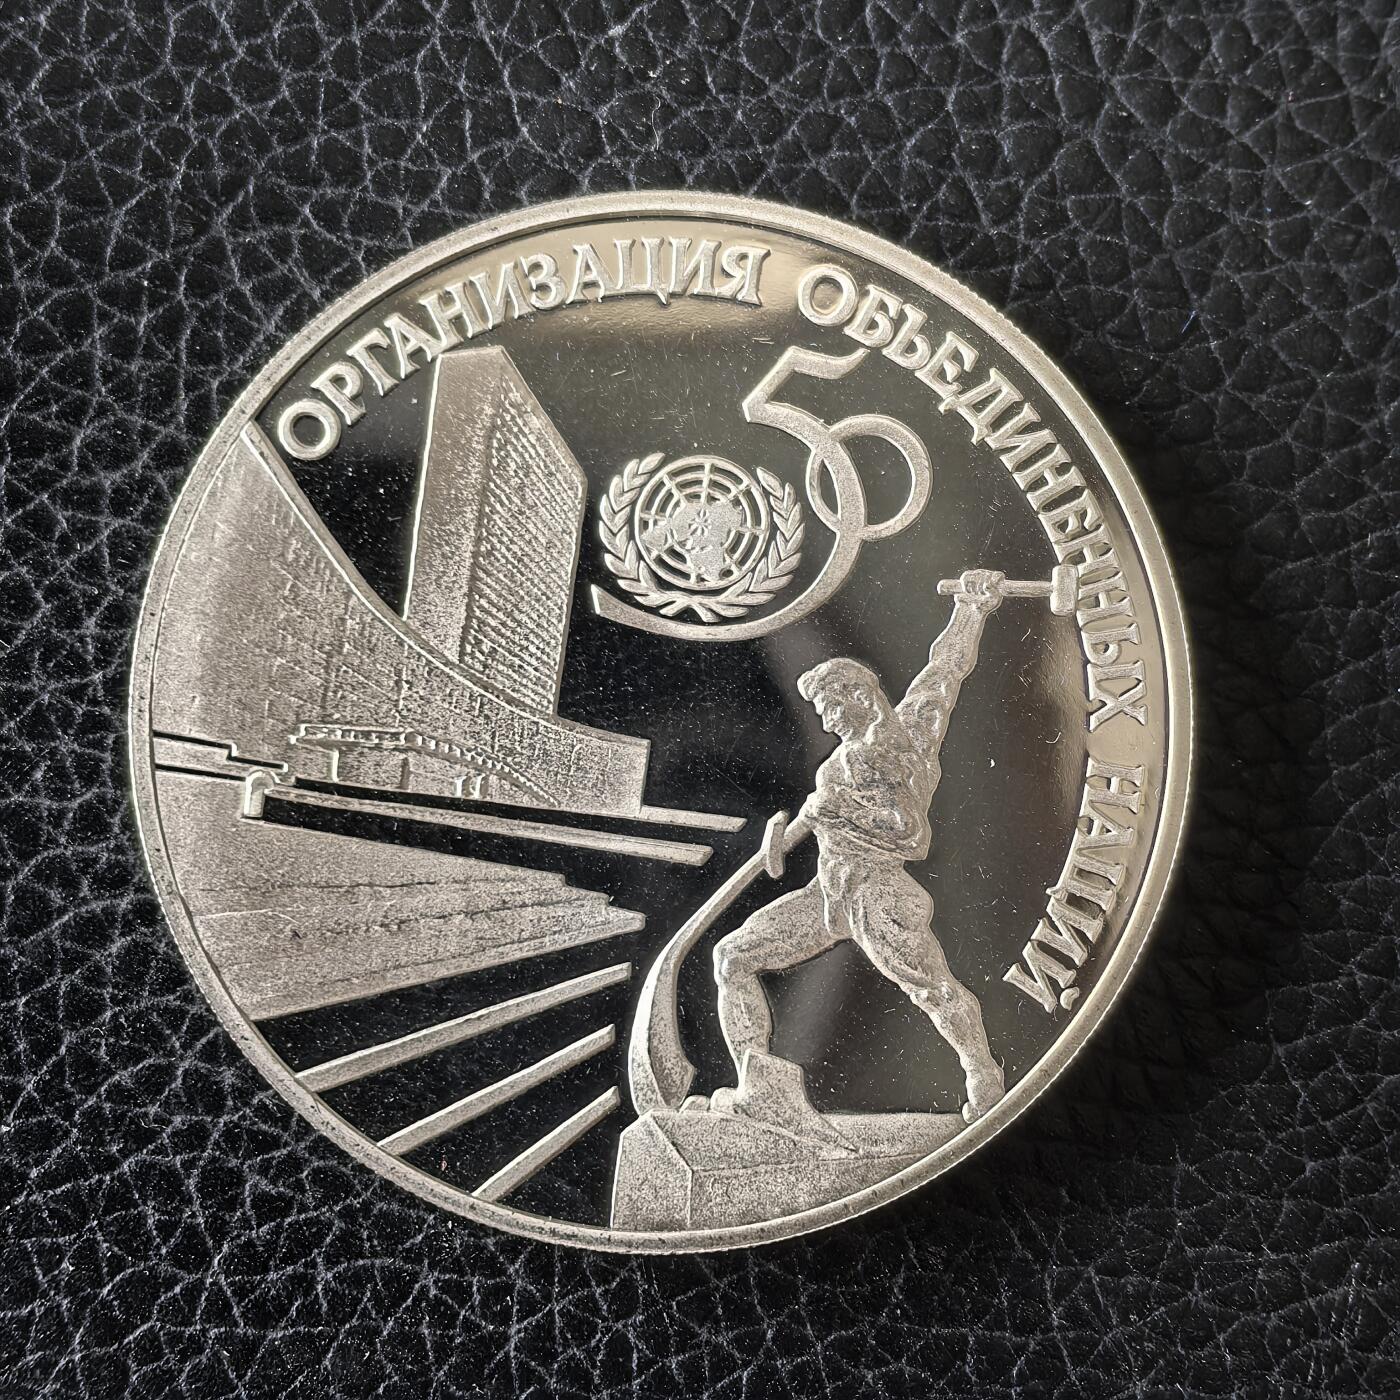 ОРГАНИЗАЦИЯ ОБЪЕДИНЕННЫХ НАЦИЙ
50